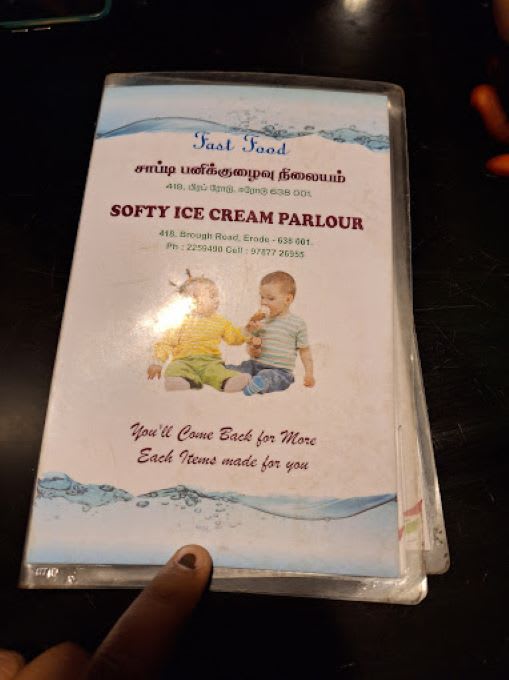 Fast Food
சாப்டி பனிக்குழைவு நிலையம்
418, பிரப் ரோடு, ஈரோடு 638 001.
SOFTY ICE CREAM PARLOUR
418, Brough Road, Erode - 638 001.
Ph : 2259490 Cell : 97877 26955
You'll Come Back for More
Each Items made for you